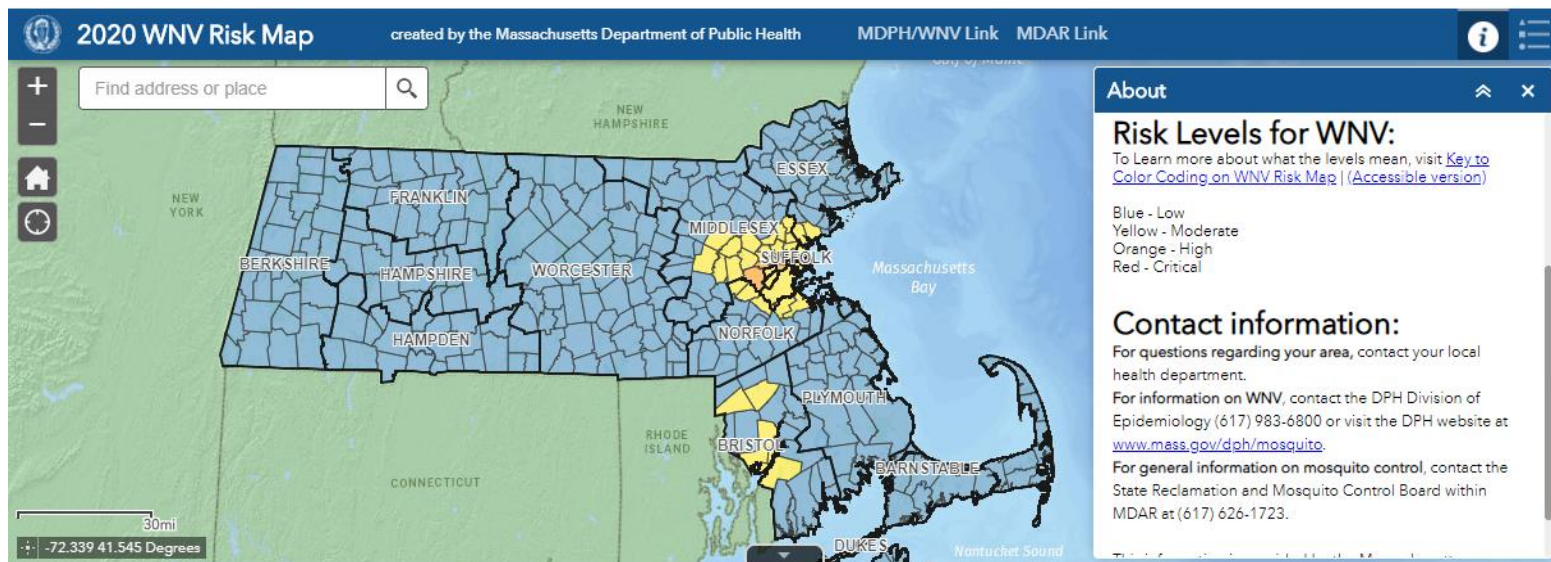 2020 WNV Risk Map
created by the Massachusetts Department of Public Health
MDPH/WNV Link MDAR Link
+
Find address or place
−
NEW
HAMPSHIRE
ESSEX
FRANKLIN
NEW
YORK
MIDDLESEX
BERKSHIRE
HAMPSHIRE
WORCESTER
SUFFOLK
Massachusetts
Bay
HAMPDEN
NORFOLK
PLYMOUTH
RHODE
ISLAND
BRISTOL
BARNSTABLE
CONNECTICUT
30mi
-72.339 41.545 Degrees
DUKES
Nantucket Sound
About
Risk Levels for WNV:
To Learn more about what the levels mean, visit Key to
Color Coding on WNV Risk Map | (Accessible version)
Blue - Low
Yellow - Moderate
Orange - High
Red - Critical
Contact information:
For questions regarding your area, contact your local
health department.
For information on WNV, contact the DPH Division of
Epidemiology (617) 983-6800 or visit the DPH website at
www.mass.gov/dph/mosquito.
For general information on mosquito control, contact the
State Reclamation and Mosquito Control Board within
MDAR at (617) 626-1723.